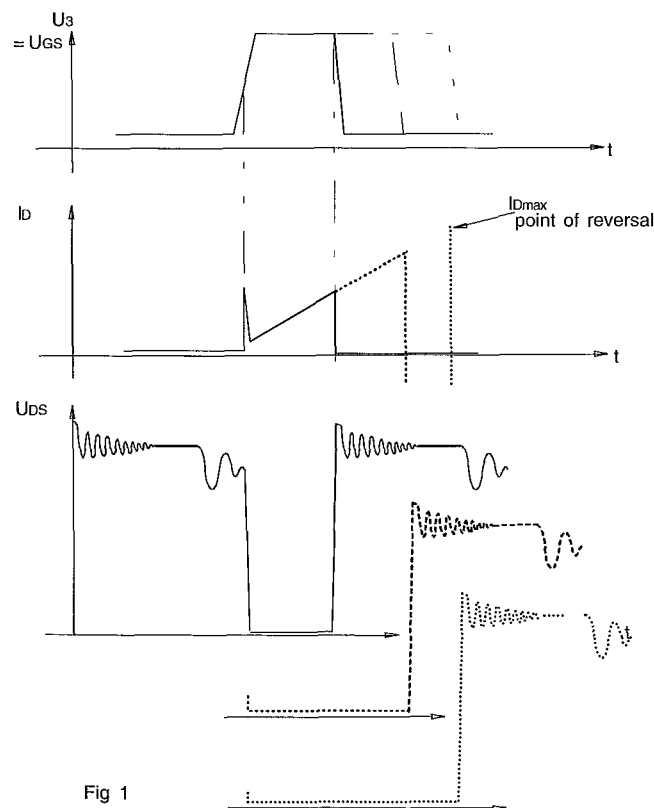 U3
= UGS
t
ID
IDmax
point of reversal
t
UDS
t
Fig 1